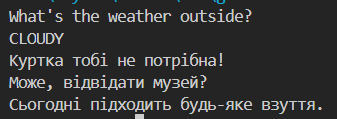 What's the weather outside?
CLOUDY
Куртка тобі не потрібна!
Може, відвідати музей?
Сьогодні підходить будь-яке взуття.